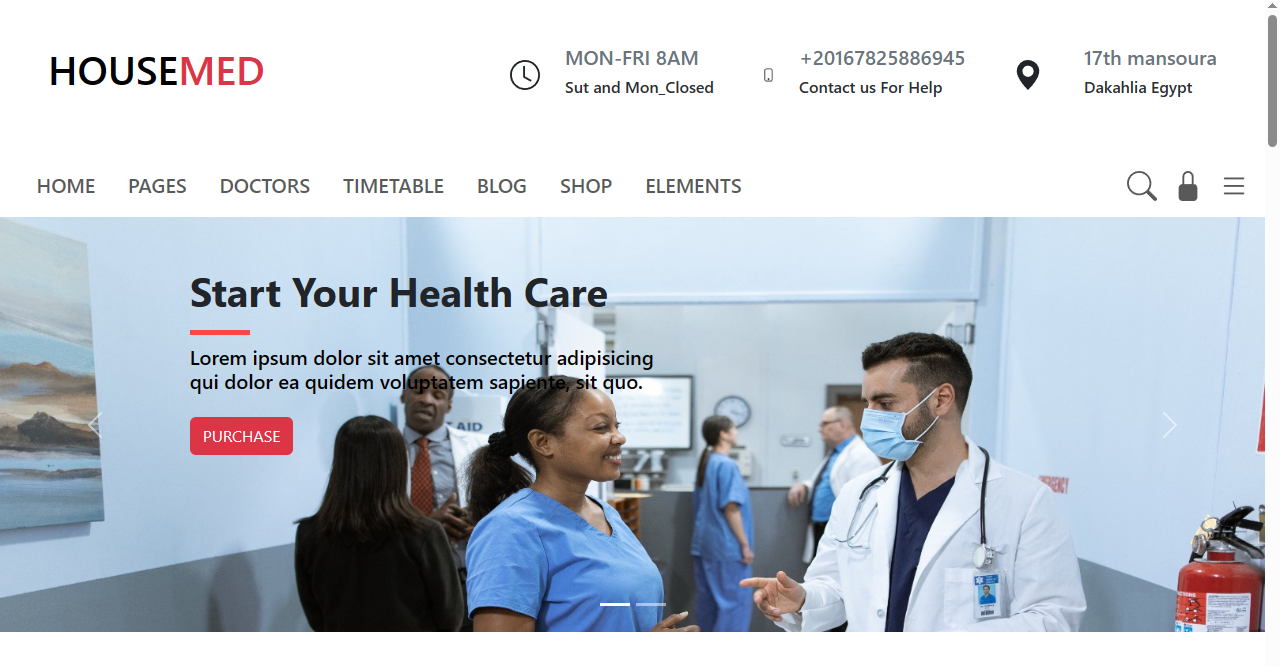 HOUSEMED
MON-FRI 8AM
Sut and Mon_Closed
+20167825886945
Contact us For Help
17th mansoura
Dakahlia Egypt
HOME PAGES DOCTORS TIMETABLE BLOG SHOP ELEMENTS
Start Your Health Care
Lorem ipsum dolor sit amet consectetur adipisicing
qui dolor ea quidem voluptatem sapiente, sit quo.
AID
PURCHASE
EMERGENCY